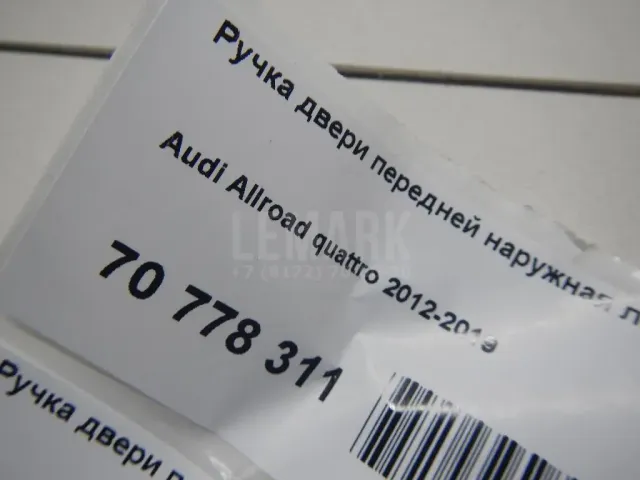 Ручка двери передней наружная л
Audi Allroad quattro 2012-2019
70 778 311
LEMARK
Ручка двери п